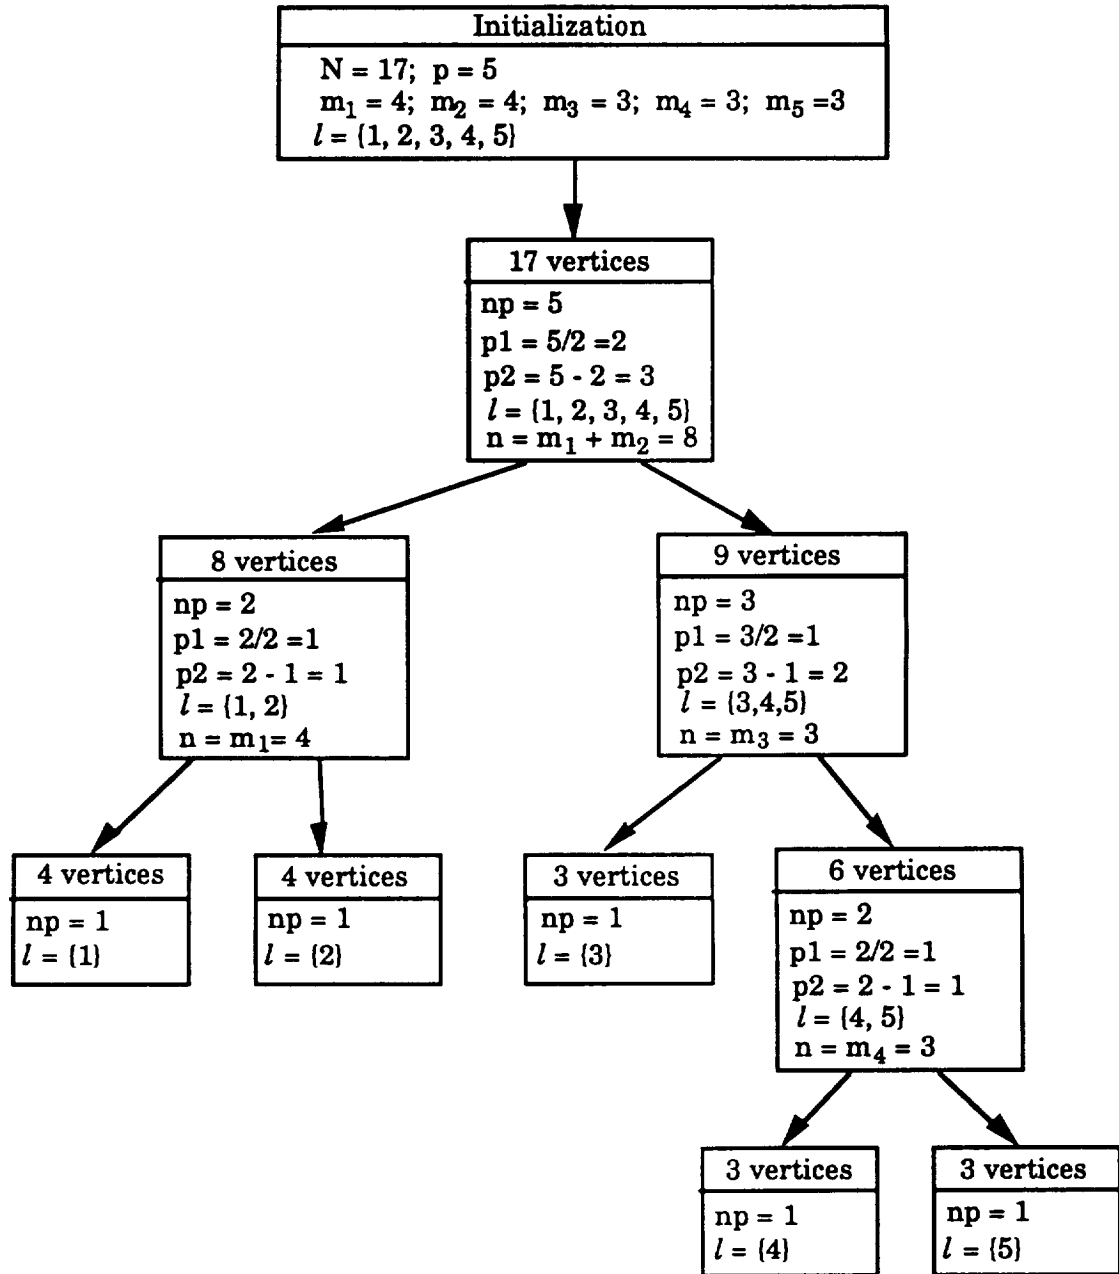 Initialization
N = 17; p = 5
m₁ = 4; m₂ = 4; m₃ = 3; m₄ = 3; m₅ =3
l = {1, 2, 3, 4, 5}
17 vertices
np = 5
p1 = 5/2 =2
p2 = 5 - 2 = 3
l = {1, 2, 3, 4, 5}
n = m₁ + m₂ = 8
8 vertices
np = 2
p1 = 2/2 =1
p2 = 2 - 1 = 1
l = {1, 2}
n = m₁= 4
9 vertices
np = 3
p1 = 3/2 =1
p2 = 3 - 1 = 2
l = {3,4,5}
n = m₃ = 3
4 vertices
np = 1
l = {1}
4 vertices
np = 1
l = {2}
3 vertices
np = 1
l = {3}
6 vertices
np = 2
p1 = 2/2 =1
p2 = 2 - 1 = 1
l = {4, 5}
n = m₄ = 3
3 vertices
np = 1
l = {4}
3 vertices
np = 1
l = {5}